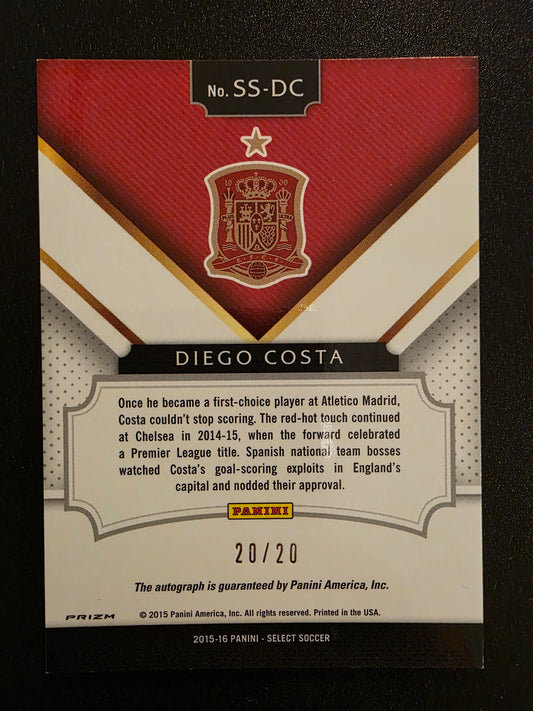 No. SS-DC
19 09
R.F.C.F.
DIEGO COSTA
Once he became a first-choice player at Atletico Madrid,
Costa couldn't stop scoring. The red-hot touch continued
at Chelsea in 2014-15, when the forward celebrated
a Premier League title. Spanish national team bosses
watched Costa's goal-scoring exploits in England's
capital and nodded their approval.
PANINI
20/20
The autograph is guaranteed by Panini America, Inc.
PRIZM
© 2015 Panini America, Inc. All rights reserved. Printed in the USA.
2015-16 PANINI - SELECT SOCCER